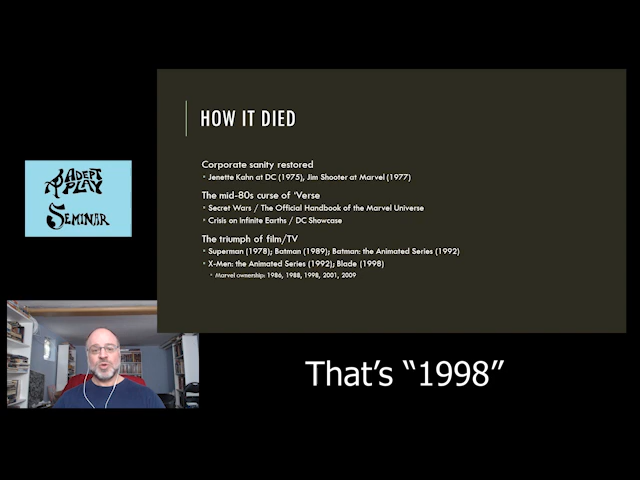 HOW IT DIED
Corporate sanity restored
Jenette Kahn at DC (1975), Jim Shooter at Marvel (1977)
The mid-80s curse of 'Verse
Secret Wars / The Official Handbook of the Marvel Universe
Crisis on Infinite Earths / DC Showcase
The triumph of film/TV
Superman (1978); Batman (1989); Batman: the Animated Series (1992)
X-Men: the Animated Series (1992); Blade (1998)
Marvel ownership: 1986, 1988, 1998, 2001, 2009
ADEPT
PLAY
SEMINAR
That's "1998"